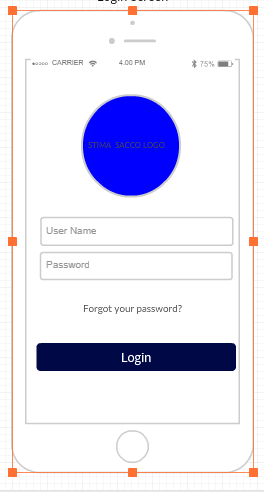 Login Screen
CARRIER 4.00 PM 75%
STIMA SACCO LOGO
User Name
Password
Forgot your password?
Login